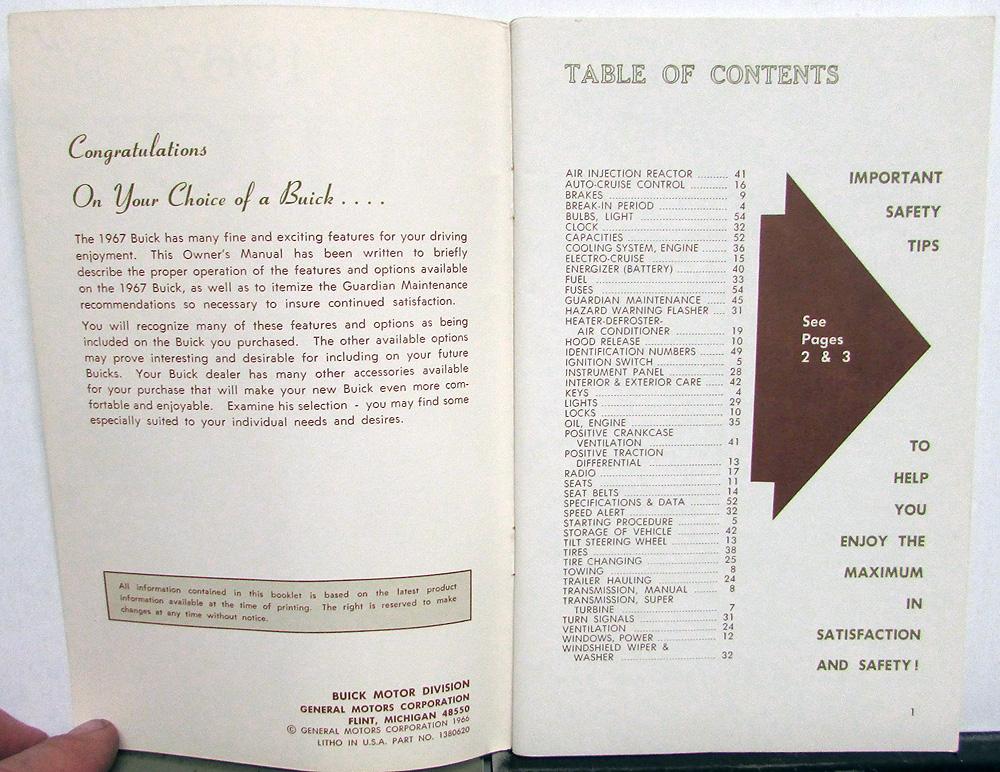 Congratulations
On Your Choice of a Buick . . . .
The 1967 Buick has many fine and exciting features for your driving
enjoyment. This Owner's Manual has been written to briefly
describe the proper operation of the features and options available
on the 1967 Buick, as well as to itemize the Guardian Maintenance
recommendations so necessary to insure continued satisfaction.
You will recognize many of these features and options as being
included on the Buick you purchased. The other available options
may prove interesting and desirable for including on your future
Buicks. Your Buick dealer has many other accessories available
for your purchase that will make your new Buick even more com-
fortable and enjoyable. Examine his selection - you may find some
especially suited to your individual needs and desires.
All information contained in this booklet is based on the latest product
information available at the time of printing. The right is reserved to make
changes at any time without notice.
BUICK MOTOR DIVISION
GENERAL MOTORS CORPORATION
FLINT, MICHIGAN 48550
© GENERAL MOTORS CORPORATION 1966
LITHO IN U.S.A. PART NO. 1380620
TABLE OF CONTENTS
AIR INJECTION REACTOR ........ 41
AUTO-CRUISE CONTROL ........ 16
BRAKES ........ 9
BREAK-IN PERIOD ........ 4
BULBS, LIGHT ........ 54
CLOCK ........ 32
CAPACITIES ........ 52
COOLING SYSTEM, ENGINE ........ 36
ELECTRO-CRUISE ........ 15
ENERGIZER (BATTERY) ........ 40
FUEL ........ 33
FUSES ........ 54
GUARDIAN MAINTENANCE ........ 45
HAZARD WARNING FLASHER .... 31
HEATER-DEFROSTER-
AIR CONDITIONER ........ 19
HOOD RELEASE ........ 10
IDENTIFICATION NUMBERS ........ 49
IGNITION SWITCH ........ 5
INSTRUMENT PANEL ........ 28
INTERIOR & EXTERIOR CARE ..... 42
KEYS ........ 4
LIGHTS ........ 29
LOCKS ........ 10
OIL, ENGINE ........ 35
POSITIVE CRANKCASE
VENTILATION ........ 41
POSITIVE TRACTION
DIFFERENTIAL ........ 13
RADIO ........ 17
SEATS ........ 11
SEAT BELTS ........ 14
SPECIFICATIONS & DATA ........ 52
SPEED ALERT ........ 32
STARTING PROCEDURE ........ 5
STORAGE OF VEHICLE ........ 42
TILT STEERING WHEEL ........ 13
TIRES ........ 38
TIRE CHANGING ........ 25
TOWING ........ 8
TRAILER HAULING ........ 24
TRANSMISSION, MANUAL ........ 8
TRANSMISSION, SUPER
TURBINE ........ 7
TURN SIGNALS ........ 31
VENTILATION ........ 24
WINDOWS, POWER ........ 12
WINDSHIELD WIPER &
WASHER ........ 32
See
Pages
2 & 3
IMPORTANT
SAFETY
TIPS
TO
HELP
YOU
ENJOY THE
MAXIMUM
IN
SATISFACTION
AND SAFETY!
1